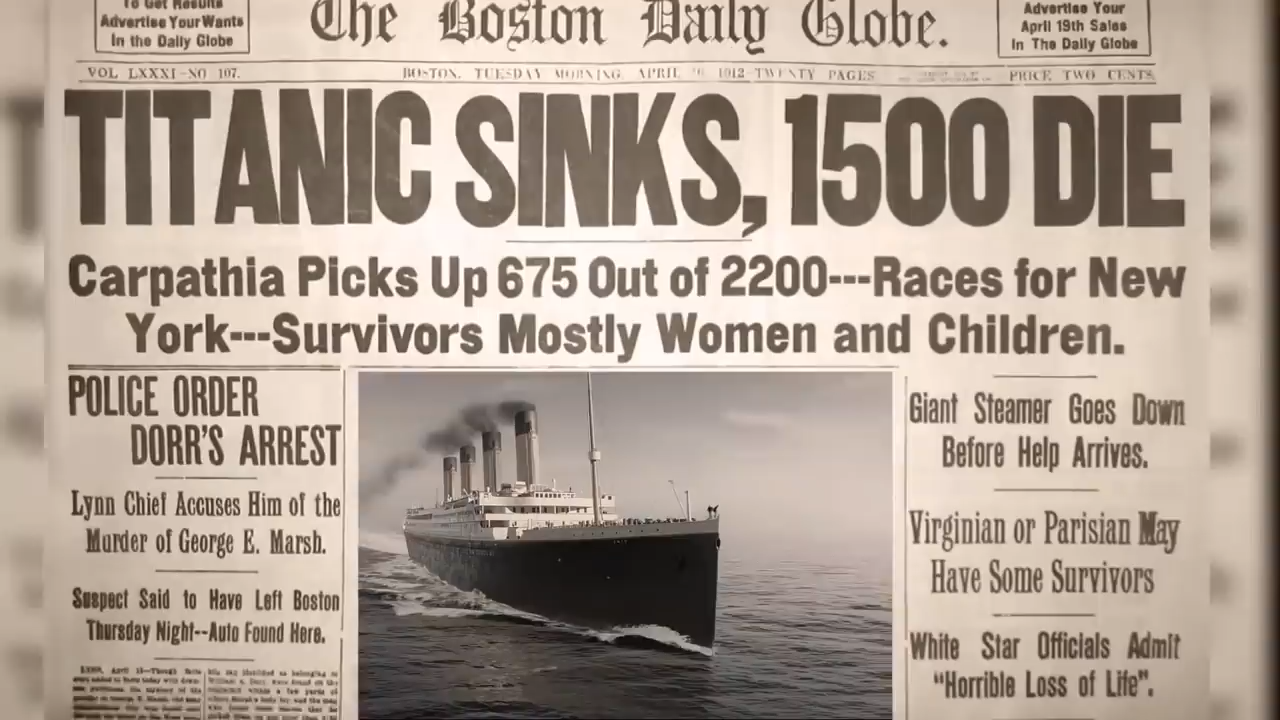 To Get Results
Advertise Your Wants
In the Daily Globe
The Boston Daily Globe.
Advertise Your
April 19th Sales
In The Daily Globe
VOL LXXXI-NO 107.
BOSTON, TUESDAY MORNING, APRIL 1912-TWENTY PAGES
PRICE TWO CENTS
TITANIC SINKS, 1500 DIE
Carpathia Picks Up 675 Out of 2200---Races for New
York---Survivors Mostly Women and Children.
POLICE ORDER
DORR'S ARREST
Lynn Chief Accuses Him of the
Murder of George E. Marsh.
Suspect Said to Have Left Boston
Thursday Night--Auto Found Here.
Giant Steamer Goes Down
Before Help Arrives.
Virginian or Parisian May
Have Some Survivors
White Star Officials Admit
"Horrible Loss of Life".